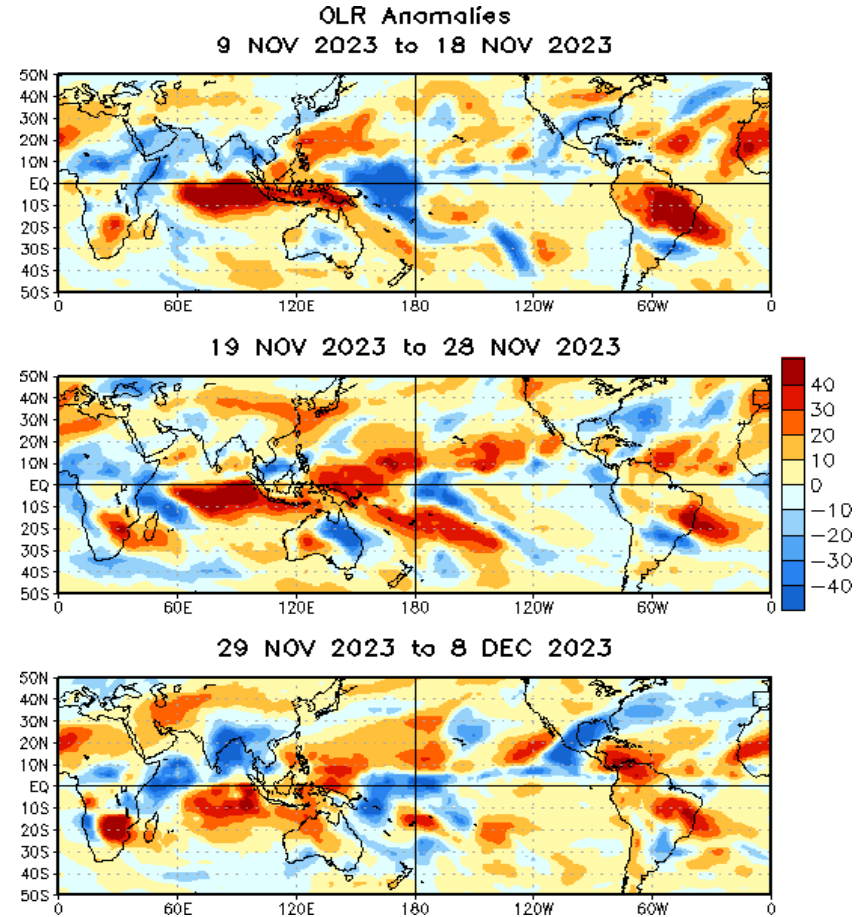 OLR Anomalies
9 NOV 2023 to 18 NOV 2023
50N
40N
30N
20N
10N
EQ
10S
20S
30S
40S
50S
0 60E 120E 180 120W 60W 0
19 NOV 2023 to 28 NOV 2023
50N
40N
30N
20N
10N
EQ
10S
20S
30S
40S
50S
0 60E 120E 180 120W 60W 0
40
30
20
10
0
-10
-20
-30
-40
29 NOV 2023 to 8 DEC 2023
50N
40N
30N
20N
10N
EQ
10S
20S
30S
40S
50S
0 60E 120E 180 120W 60W 0